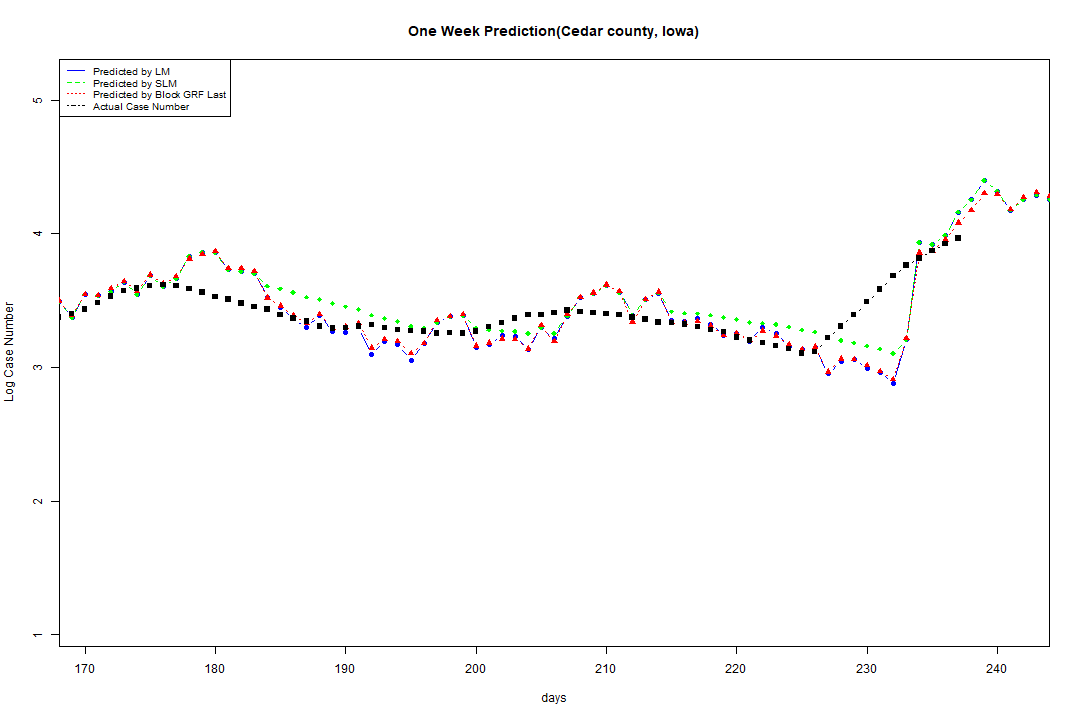 One Week Prediction(Cedar county, Iowa)
Predicted by LM
Predicted by SLM
Predicted by Block GRF Last
Actual Case Number
5
4
3
2
1
Log Case Number
170 180 190 200 210 220 230 240
days